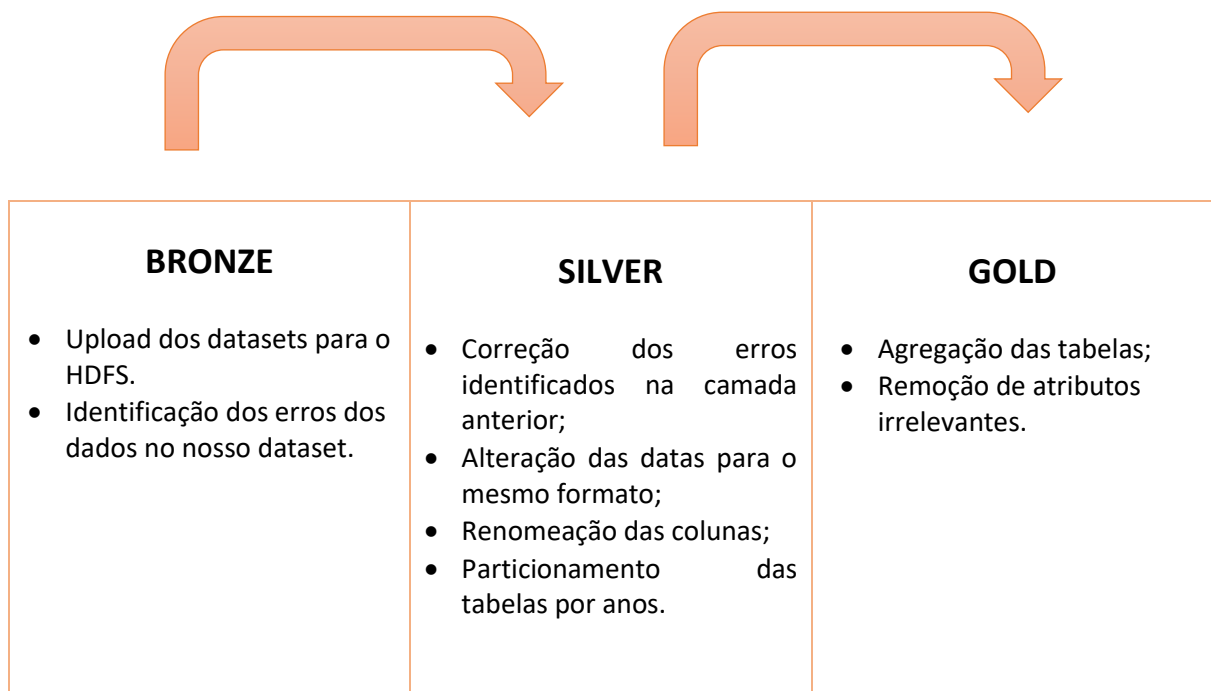 BRONZE
• Upload dos datasets para o
HDFS.
• Identificação dos erros dos
dados no nosso dataset.
SILVER
• Correção dos erros
identificados na camada
anterior;
• Alteração das datas para o
mesmo formato;
• Renomeação das colunas;
• Particionamento das
tabelas por anos.
GOLD
• Agregação das tabelas;
• Remoção de atributos
irrelevantes.